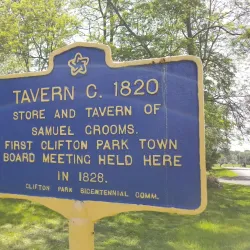 TAVERN C. 1820
STORE AND TAVERN OF
SAMUEL GROOMS.
FIRST CLIFTON PARK TOWN
BOARD MEETING HELD HERE
IN 1828.
CLIFTON PARK BICENTENNIAL COMM.